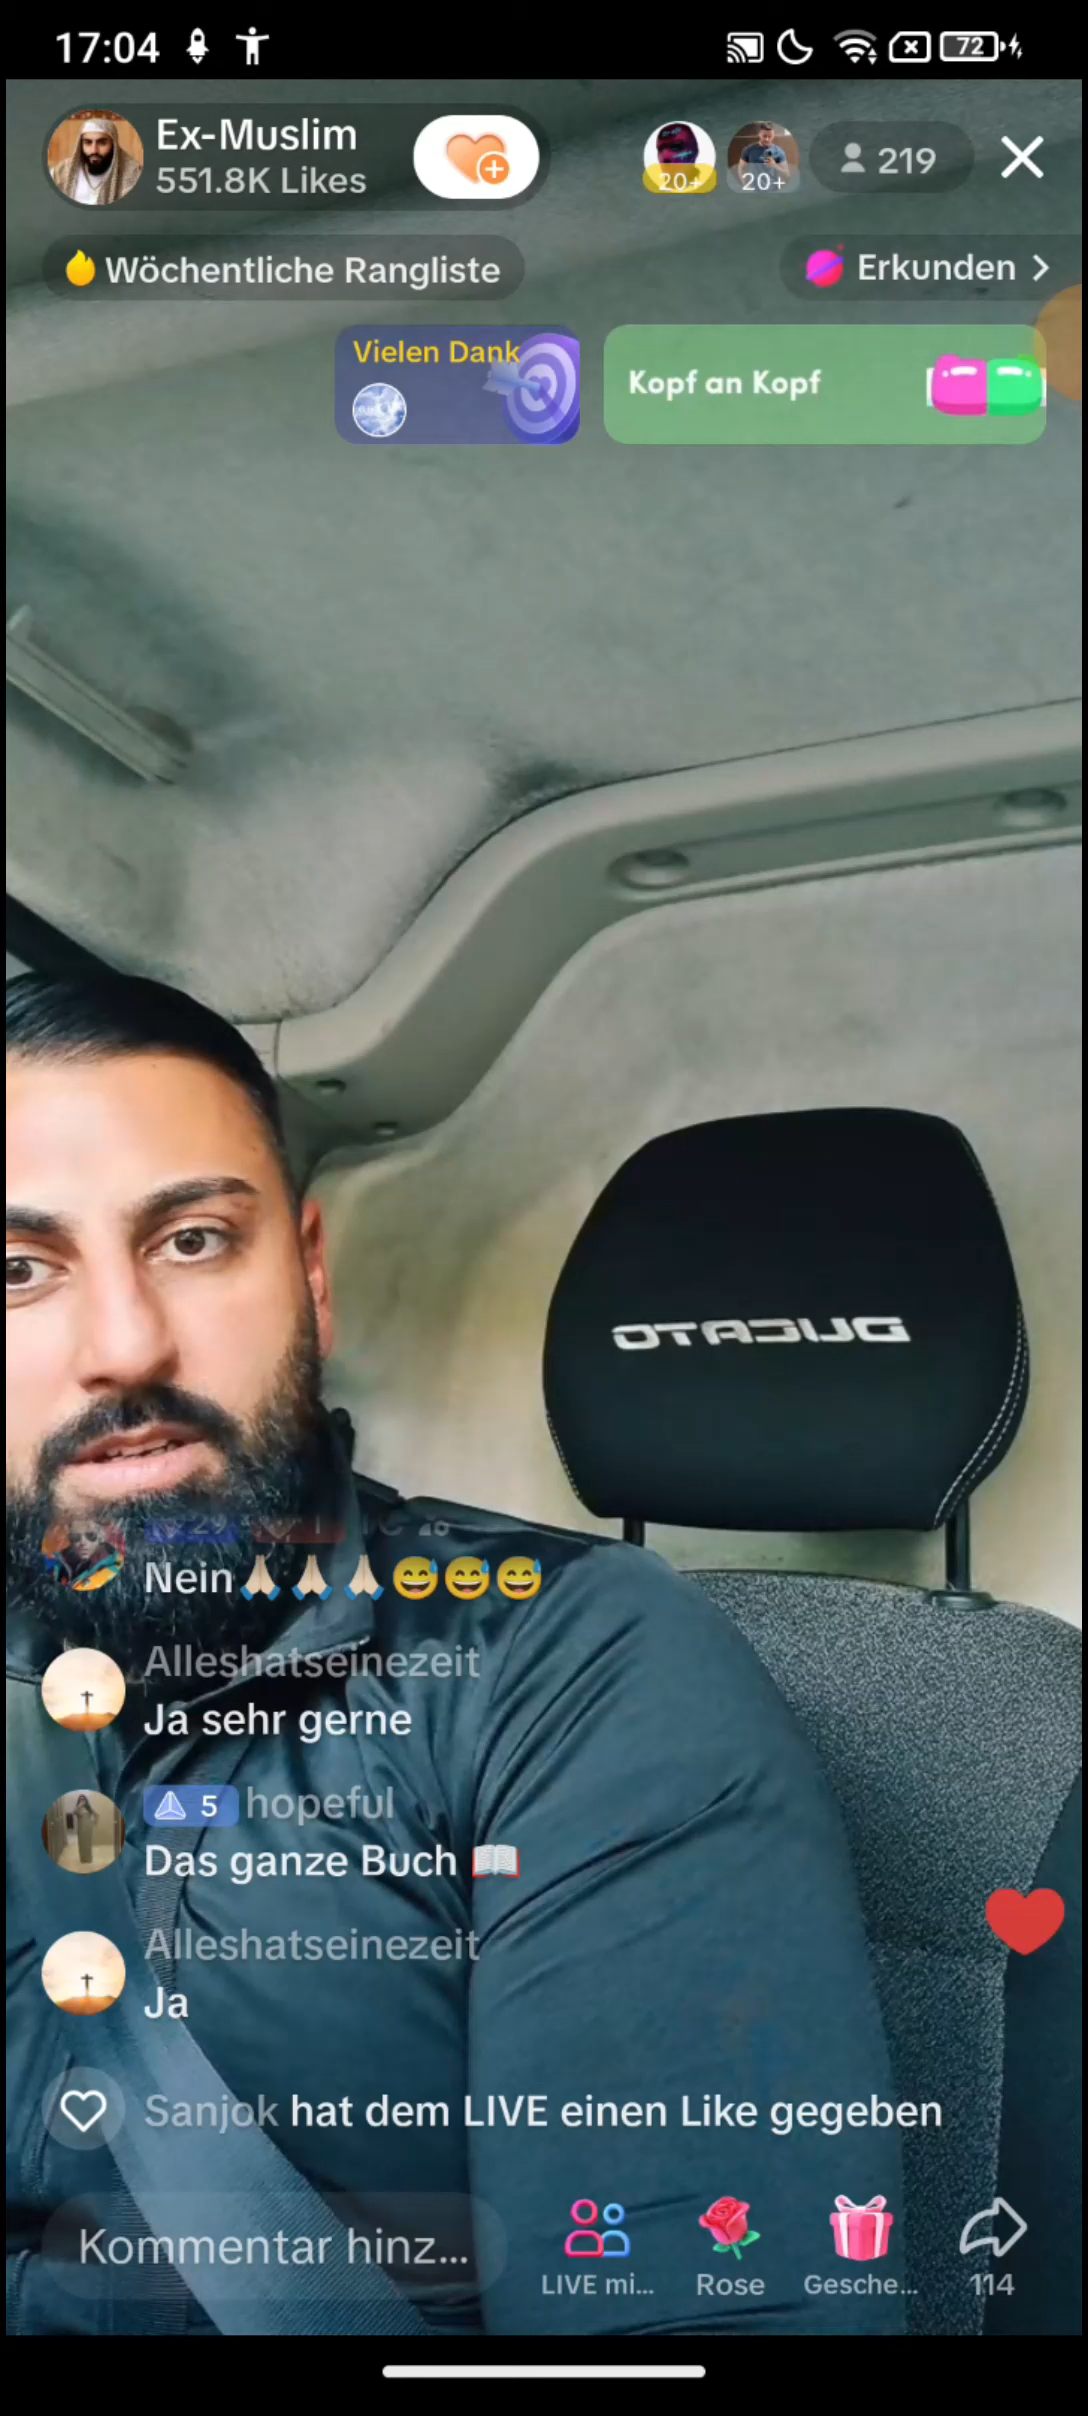 17:04
72
Ex-Muslim
551.8K Likes
20+
20+
219
Wöchentliche Rangliste
Erkunden
Vielen Dank
Kopf an Kopf
DUCATO
29
Nein🙏🏻🙏🏻🙏🏻😅😅😅
Alleshatseinezeit
Ja sehr gerne
5 hopeful
Das ganze Buch 📖
Alleshatseinezeit
Ja
Sanjok hat dem LIVE einen Like gegeben
Kommentar hinz...
LIVE mi...
Rose
Gesche...
114